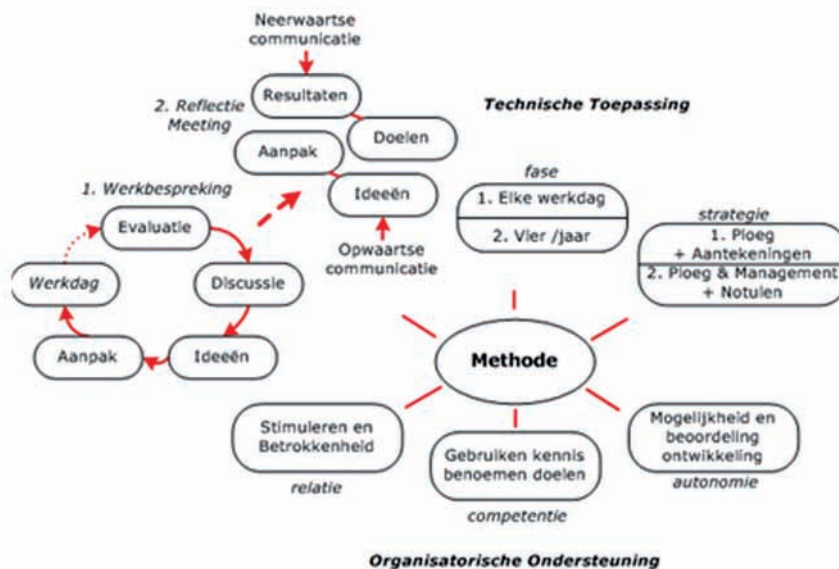 Neerwaartse
communicatie
Resultaten
2. Reflectie
Meeting
Technische Toepassing
Doelen
Aanpak
fase
Ideeën
1. Elke werkdag
2. Vier /jaar
1. Werkbespreking
Evaluatie
strategie
1. Ploeg
+ Aantekeningen
2. Ploeg & Management
+ Notulen
Opwaartse
communicatie
Werkdag
Discussie
Aanpak
Ideeën
Methode
Stimuleren en
Betrokkenheid
relatie
Gebruiken kennis
benoemen doelen
competentie
Mogelijkheid en
beoordeling
ontwikkeling
autonomie
Organisatorische Ondersteuning